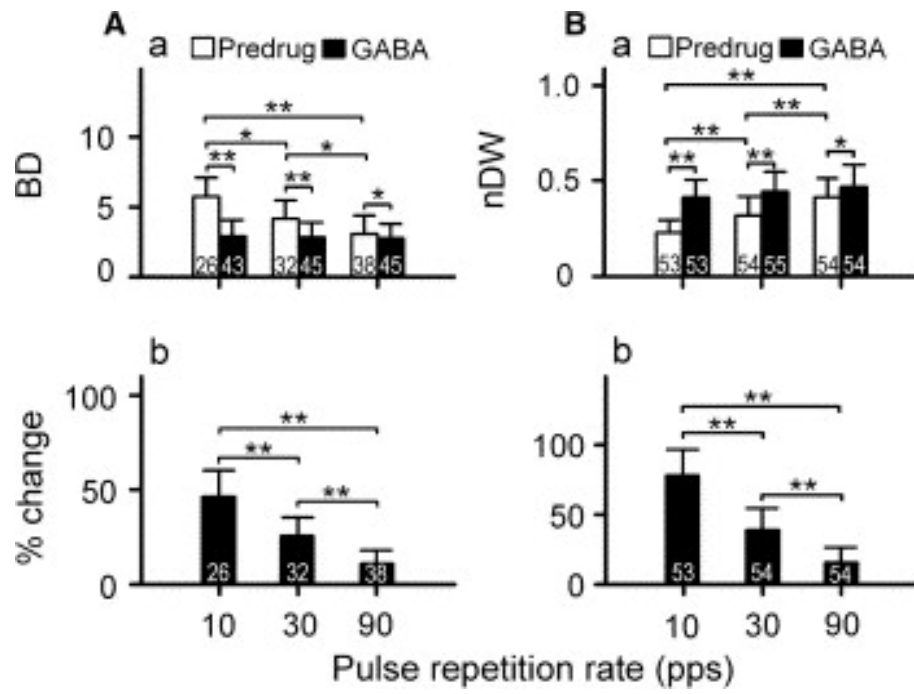 A
a □Predrug ■GABA
BD
10
5
0
**
*
*
**
**
*
26 43 32 45 38 45
B
a □Predrug ■GABA
nDW
1.0
0.5
0
**
**
**
**
**
*
53 53 54 55 54 54
b
% change
100
50
0
**
**
**
26 32 38
10 30 90
b
100
50
0
**
**
**
53 54 54
10 30 90
Pulse repetition rate (pps)